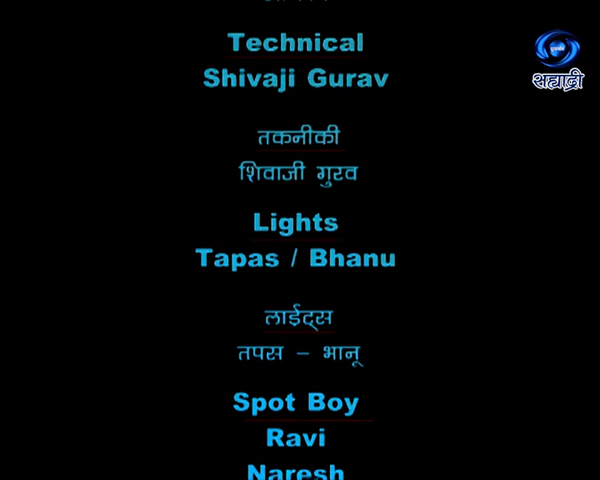 Technical
Shivaji Gurav
सह्याद्री
तकनीकी
शिवाजी गुरव
Lights
Tapas / Bhanu
लाईट्स
तपस – भानू
Spot Boy
Ravi
Naresh